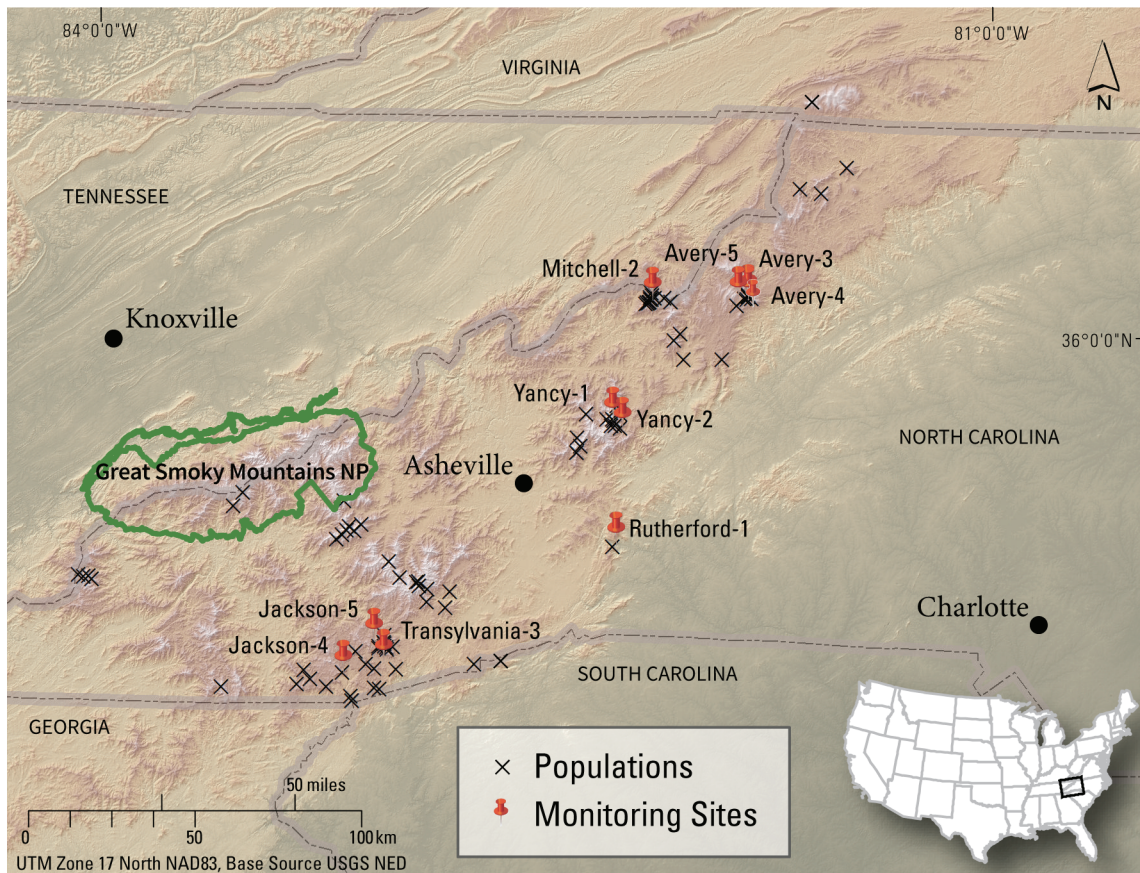 84°0'0"W
81°0'0"W
VIRGINIA
N
TENNESSEE
Avery-5
Avery-3
Mitchell-2
Avery-4
Knoxville
36°0'0"N
Yancy-1
Yancy-2
NORTH CAROLINA
Great Smoky Mountains NP
Asheville
Rutherford-1
Jackson-5
Charlotte
Transylvania-3
Jackson-4
SOUTH CAROLINA
GEORGIA
Populations
50 miles
Monitoring Sites
0 50 100 km
UTM Zone 17 North NAD83, Base Source USGS NED